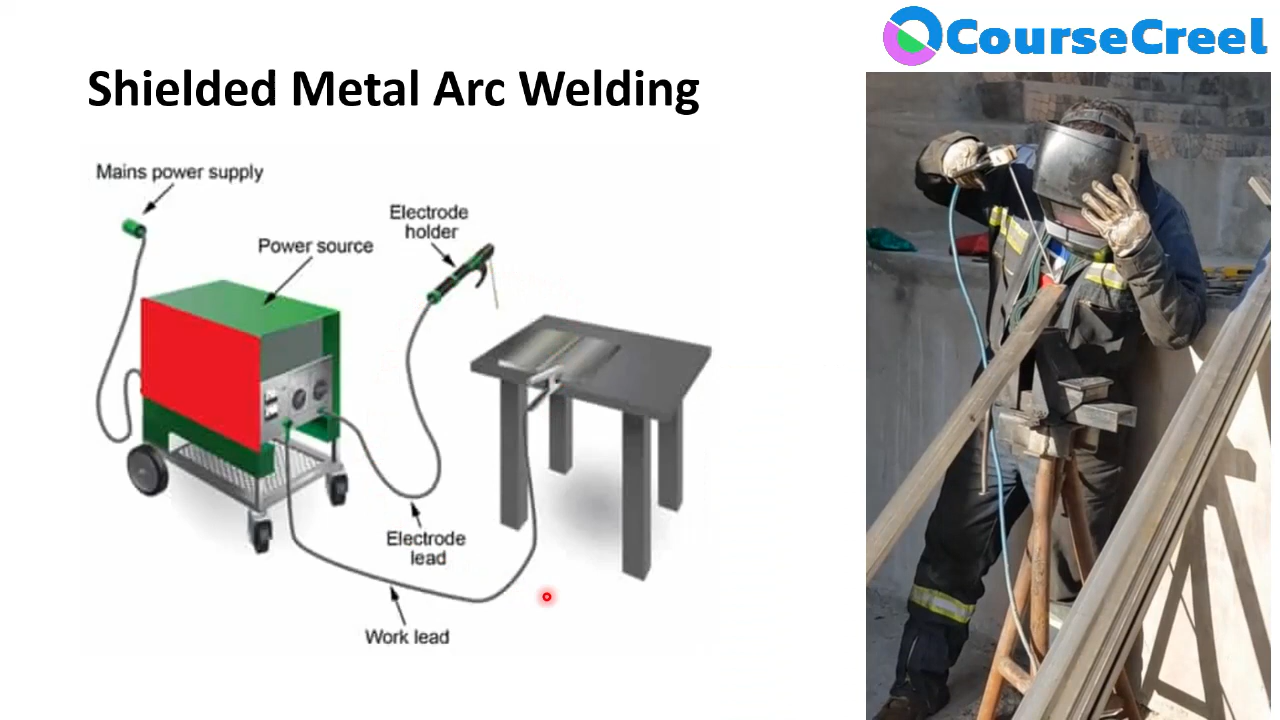 CourseCreel
Shielded Metal Arc Welding
Mains power supply
Electrode
holder
Power source
Electrode
lead
Work lead